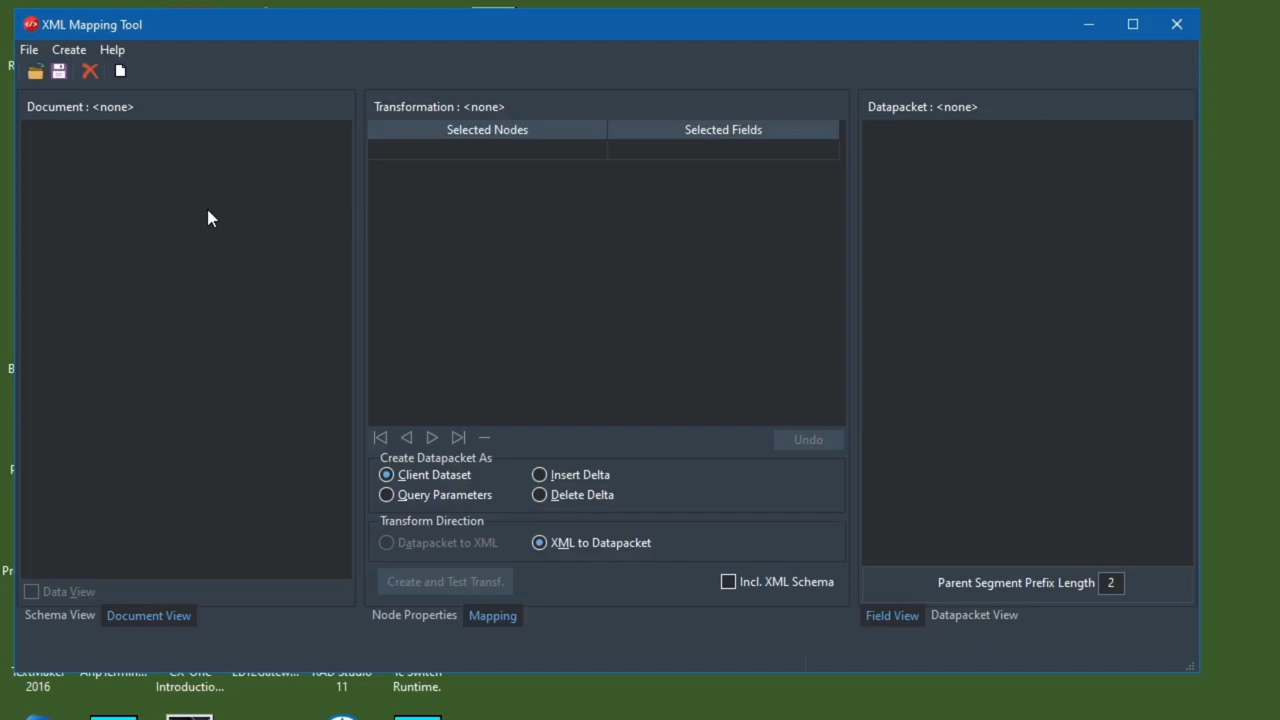 XML Mapping Tool
File Create Help
Document : <none>
Transformation : <none>
Datapacket : <none>
Selected Nodes Selected Fields
Undo
Create Datapacket As
Client Dataset Insert Delta
Query Parameters Delete Delta
Transform Direction
Datapacket to XML XML to Datapacket
Create and Test Transf. Incl. XML Schema
Data View
Parent Segment Prefix Length 2
Schema View Document View
Node Properties Mapping
Field View Datapacket View
2016 Introductio... 11 Runtime.